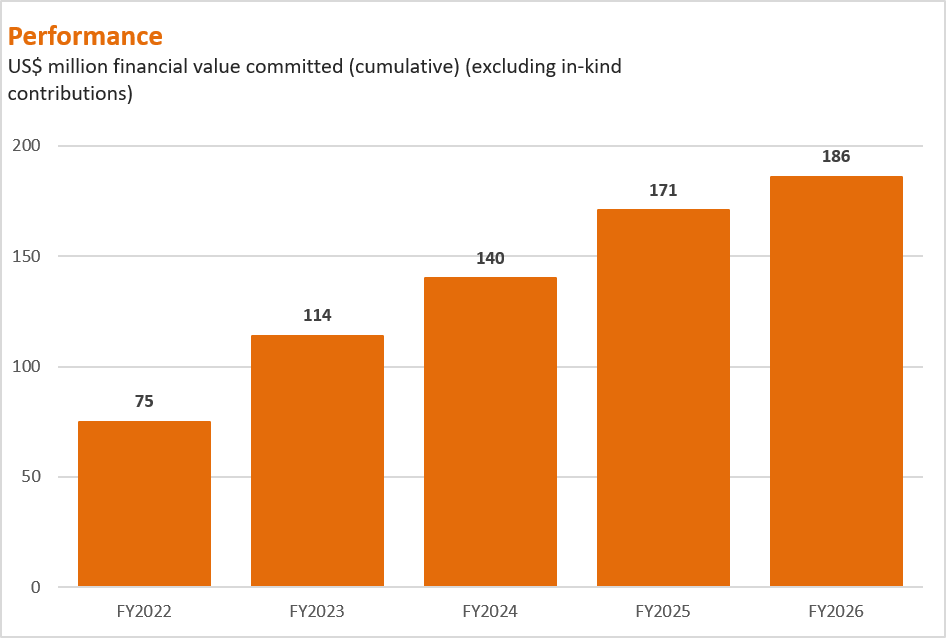 Performance
US$ million financial value committed (cumulative) (excluding in-kind
contributions)
200
150
100
50
0
75
114
140
171
186
FY2022
FY2023
FY2024
FY2025
FY2026